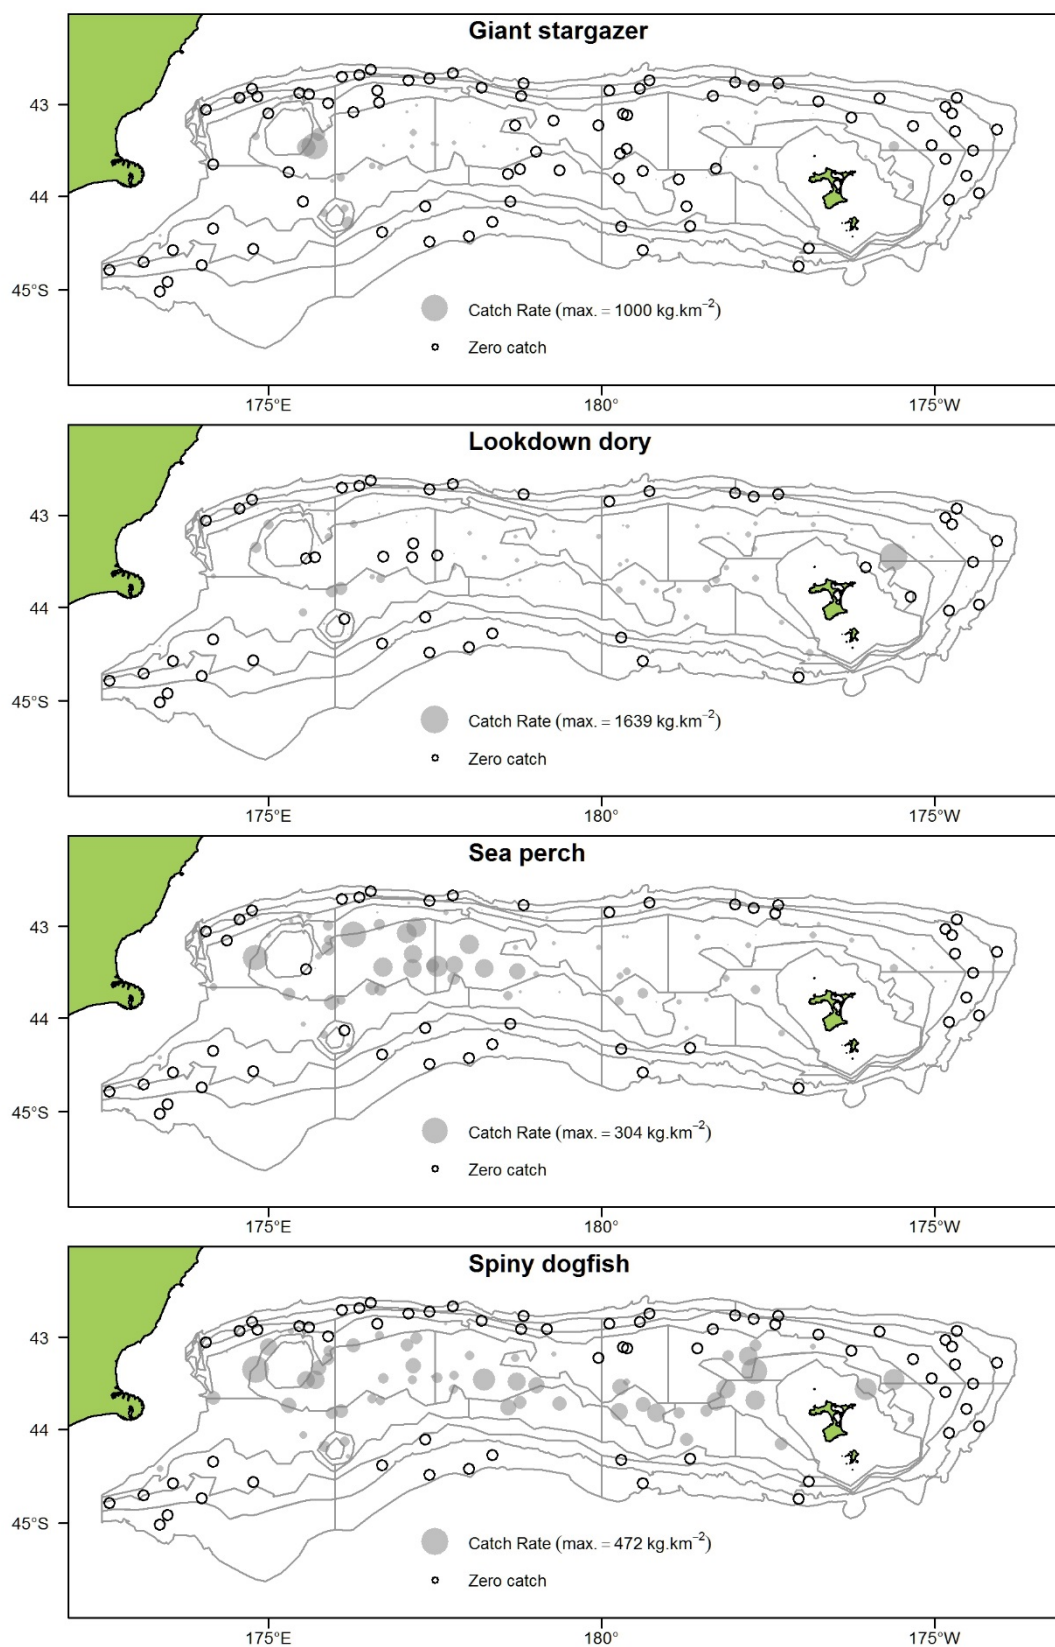 Giant stargazer
43
44
45°S
Catch Rate (max. = 1000 kg.km⁻²)
Zero catch
175°E 180° 175°W
Lookdown dory
43
44
45°S
Catch Rate (max. = 1639 kg.km⁻²)
Zero catch
175°E 180° 175°W
Sea perch
43
44
45°S
Catch Rate (max. = 304 kg.km⁻²)
Zero catch
175°E 180° 175°W
Spiny dogfish
43
44
45°S
Catch Rate (max. = 472 kg.km⁻²)
Zero catch
175°E 180° 175°W